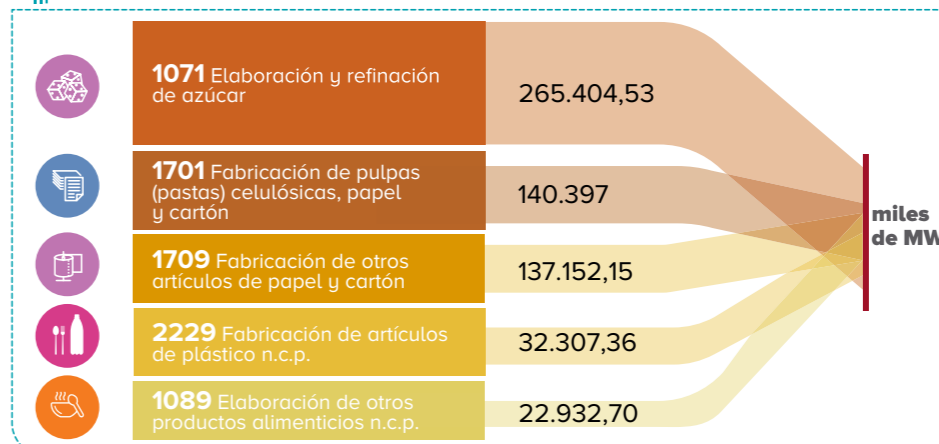 1071 Elaboración y refinación
de azúcar
265.404,53
1701 Fabricación de pulpas
(pastas) celulósicas, papel
y cartón
140.397
1709 Fabricación de otros
artículos de papel y cartón
137.152,15
2229 Fabricación de artículos
de plástico n.c.p.
32.307,36
1089 Elaboración de otros
productos alimenticios n.c.p.
22.932,70
miles
de MW